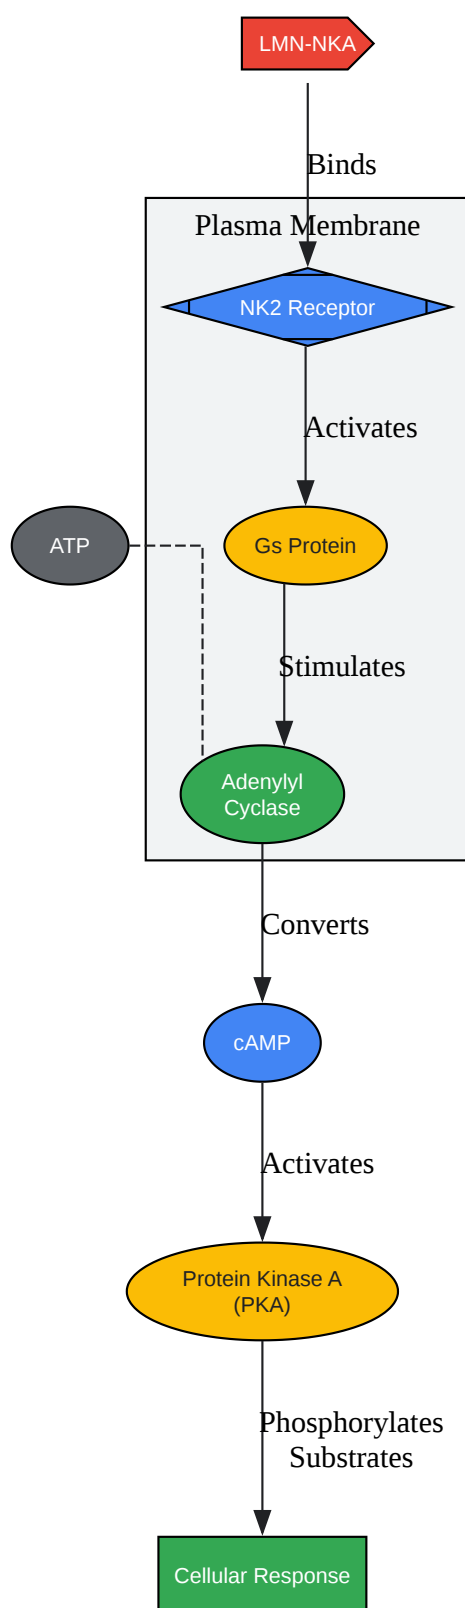 LMN-NKA
Binds
Plasma Membrane
NK2 Receptor
Activates
ATP
Gs Protein
Stimulates
Adenylyl
Cyclase
Converts
cAMP
Activates
Protein Kinase A
(PKA)
Phosphorylates
Substrates
Cellular Response